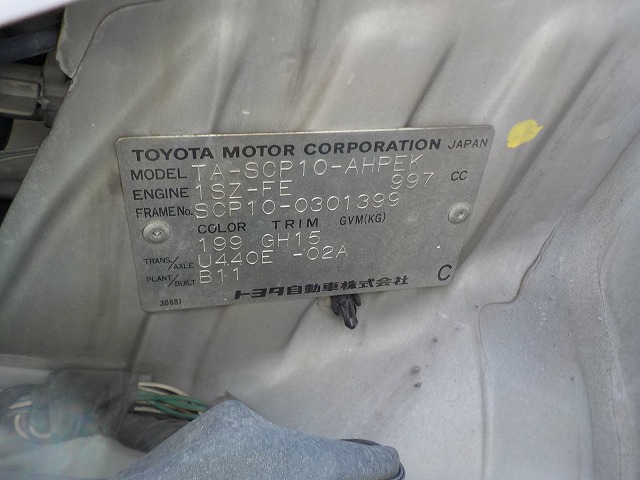 TOYOTA MOTOR CORPORATION JAPAN
MODEL TA-SCP10-AHPEK
ENGINE 1SZ-FE 997 CC
FRAME No. SCP10-0301399
COLOR TRIM GVM(KG)
199 GH15
TRANS./AXLE U440E -02A
PLANT/BUILT B11
トヨタ自動車株式会社 C
30881